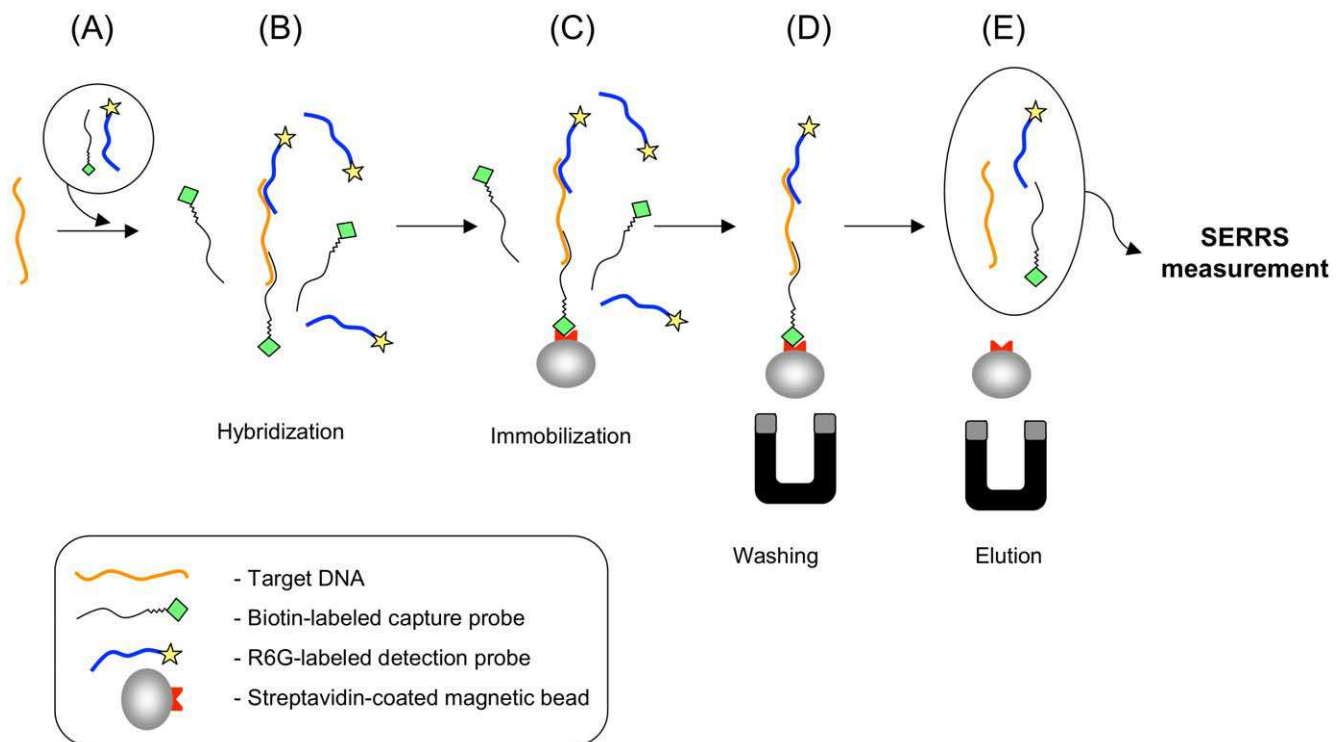 (A)
(B)
(C)
(D)
(E)
SERRS
measurement
Hybridization
Immobilization
Washing
Elution
- Target DNA
- Biotin-labeled capture probe
- R6G-labeled detection probe
- Streptavidin-coated magnetic bead